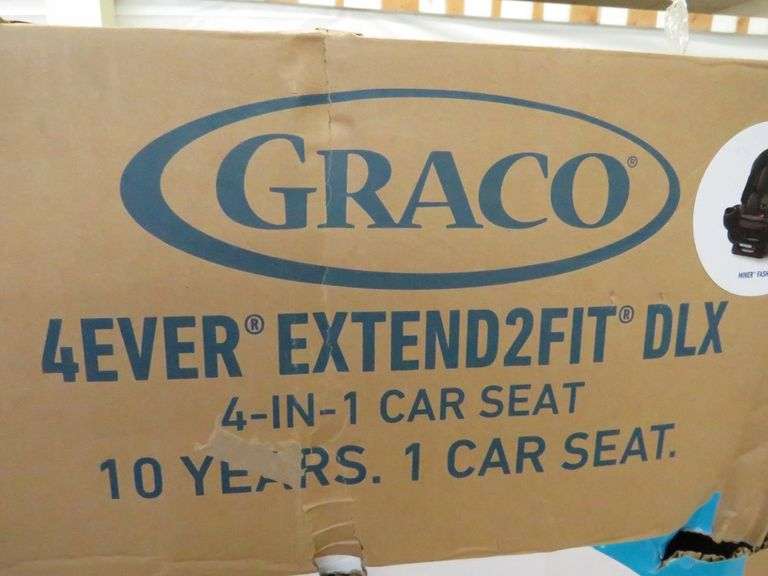 GRACO®
4EVER® EXTEND2FIT® DLX
4-IN-1 CAR SEAT
10 YEARS. 1 CAR SEAT.